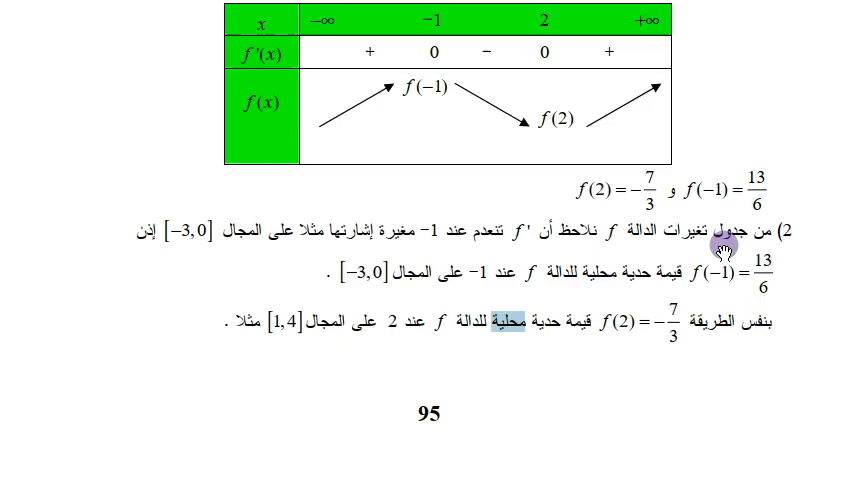 x −∞ −1 2 +∞
f '(x) + 0 − 0 +
f(x) f(−1) f(2)
f(−1) = 13/6 و f(2) = −7/3
2) من جدول تغيرات الدالة f نلاحظ أن f ' تنعدم عند 1- مغيرة إشارتها مثلا على المجال [−3,0] إذن
f(−1) = 13/6 قيمة حدية محلية للدالة f عند 1- على المجال [−3,0] .
بنفس الطريقة f(2) = −7/3 قيمة حدية محلية للدالة f عند 2 على المجال [1,4] مثلا .
95